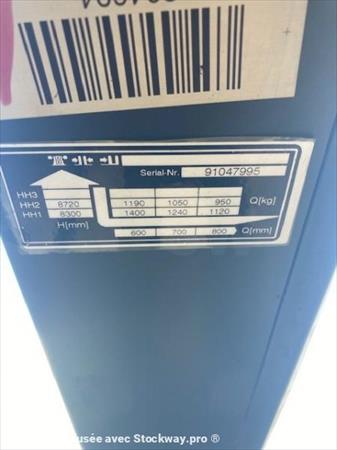 Serial-Nr. 91047995
HH3
HH2 8720 1190 1050 950 Q[kg]
HH1 8300 1400 1240 1120
H[mm] 600 700 800 Q[mm]
usée avec Stockway.pro ®